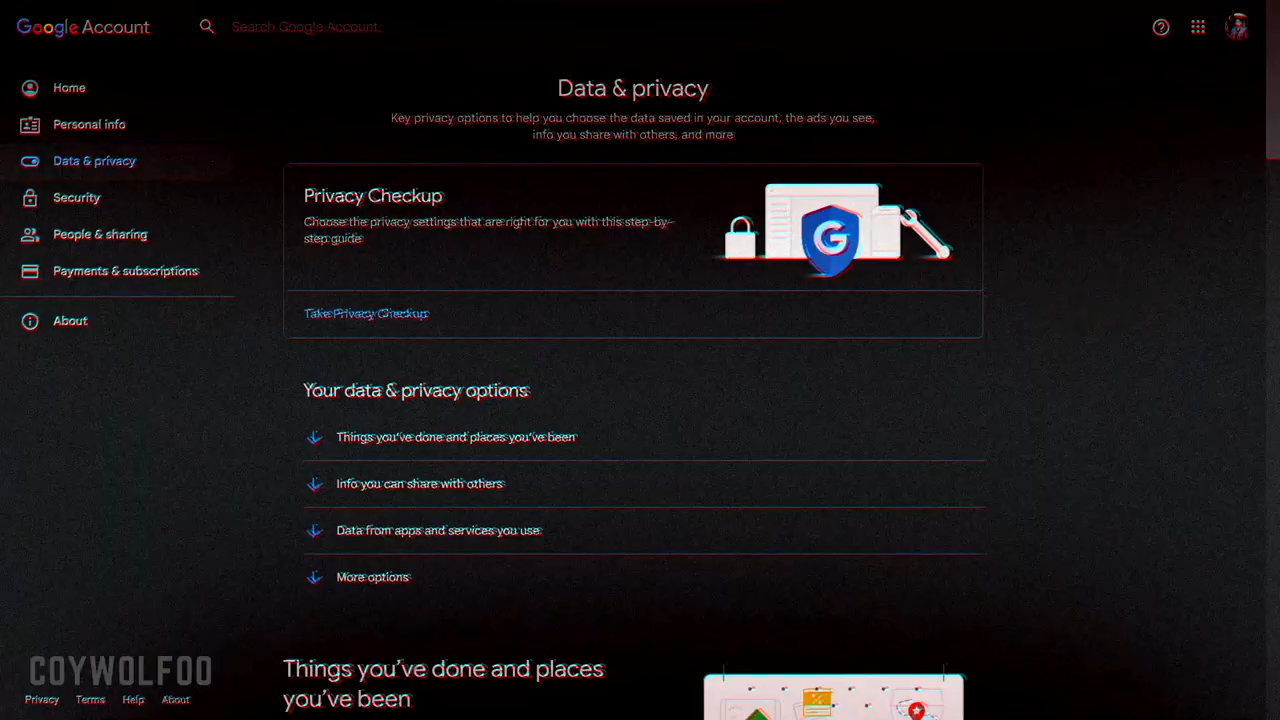 Google Account
Search Google Account
Home
Personal info
Data & privacy
Security
People & sharing
Payments & subscriptions
About
Data & privacy
Key privacy options to help you choose the data saved in your account, the ads you see,
info you share with others, and more
Privacy Checkup
Choose the privacy settings that are right for you with this step-by-
step guide
G
Take Privacy Checkup
Your data & privacy options
Things you've done and places you've been
Info you can share with others
Data from apps and services you use
More options
Things you've done and places
you've been
COYWOLFOO
Privacy Terms Help About